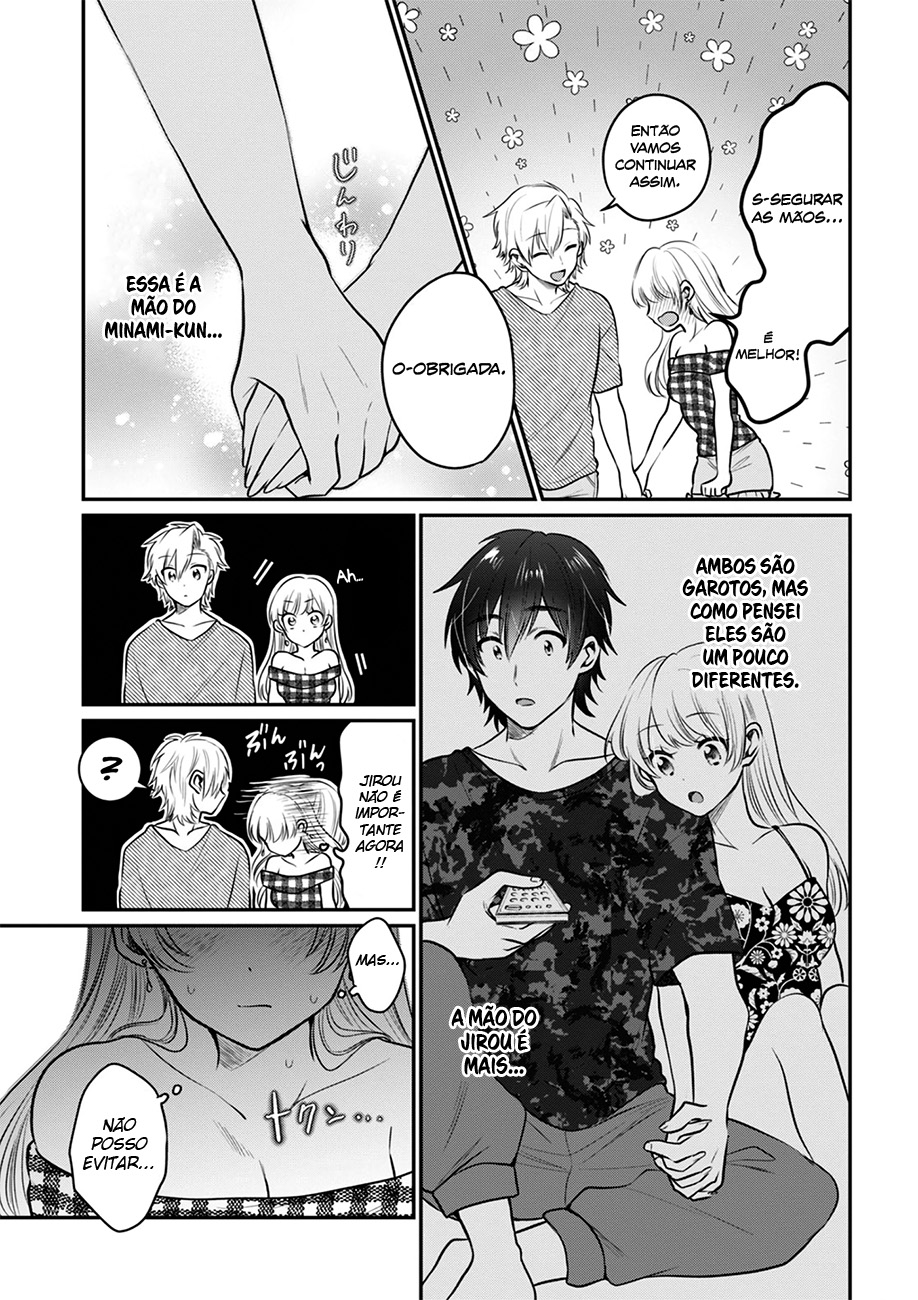 S-SEGURAR
AS MÃOS...
É
MELHOR!
ENTÃO
VAMOS
CONTINUAR
ASSIM.
O-OBRIGADA.
じんわり
ESSA É A
MÃO DO
MINAMI-KUN...
AMBOS SÃO
GAROTOS, MAS
COMO PENSEI
ELES SÃO
UM POUCO
DIFERENTES.
A MÃO DO
JIROU É
MAIS...
Ah...
JIROU
NÃO É
IMPOR-
TANTE
AGORA
!!
ぶんっ
ぶんっ
?
MAS...
トクン...
NÃO
POSSO
EVITAR...